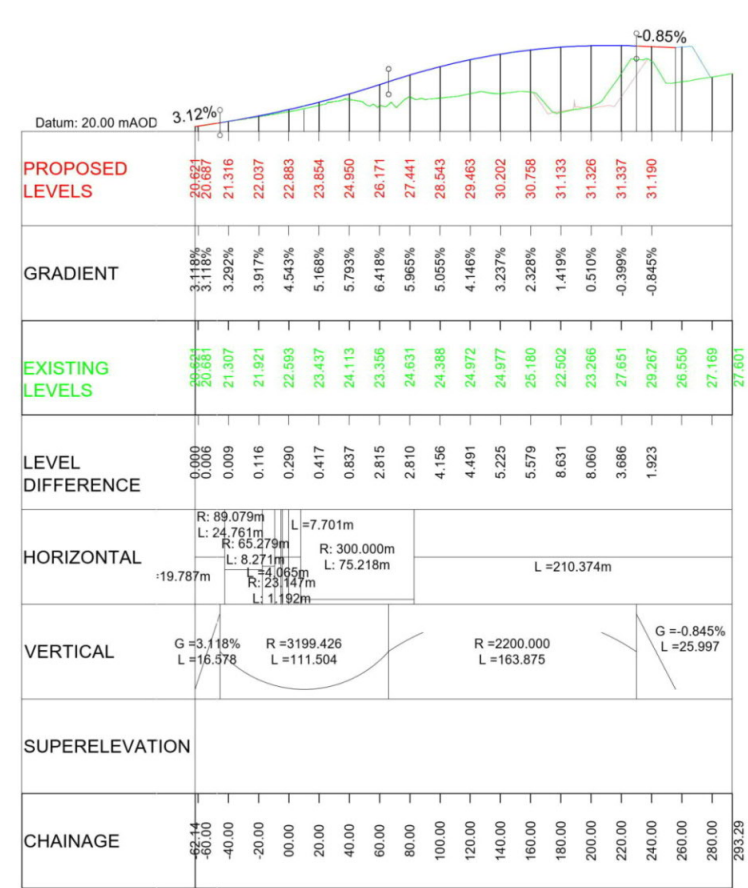 -0.85%
3.12%
Datum: 20.00 mAOD
PROPOSED
LEVELS
20.621 20.687 21.316 22.037 22.883 23.854 24.950 26.171 27.441 28.543 29.463 30.202 30.758 31.133 31.326 31.337 31.190
GRADIENT
3.118% 3.118% 3.292% 3.917% 4.543% 5.168% 5.793% 6.418% 5.965% 5.055% 4.146% 3.237% 2.328% 1.419% 0.510% -0.399% -0.845%
EXISTING
LEVELS
20.621 20.681 21.307 21.921 22.593 23.437 24.113 23.356 24.631 24.388 24.972 24.977 25.180 22.502 23.266 27.651 29.267 26.550 27.169 27.601
LEVEL
DIFFERENCE
0.000 0.006 0.009 0.116 0.290 0.417 0.837 2.815 2.810 4.156 4.491 5.225 5.579 8.631 8.060 3.686 1.923
HORIZONTAL
=19.787m
R: 89.079m
L: 24.761m
R: 65.279m
L: 8.271m
L =4.065m
R: 23.147m
L: 1.192m
L =7.701m
R: 300.000m
L: 75.218m
L =210.374m
VERTICAL
G =3.118%
L =16.578
R =3199.426
L =111.504
R =2200.000
L =163.875
G =-0.845%
L =25.997
SUPERELEVATION
CHAINAGE
-62.14 -60.00 -40.00 -20.00 00.00 20.00 40.00 60.00 80.00 100.00 120.00 140.00 160.00 180.00 200.00 220.00 240.00 260.00 280.00 293.29